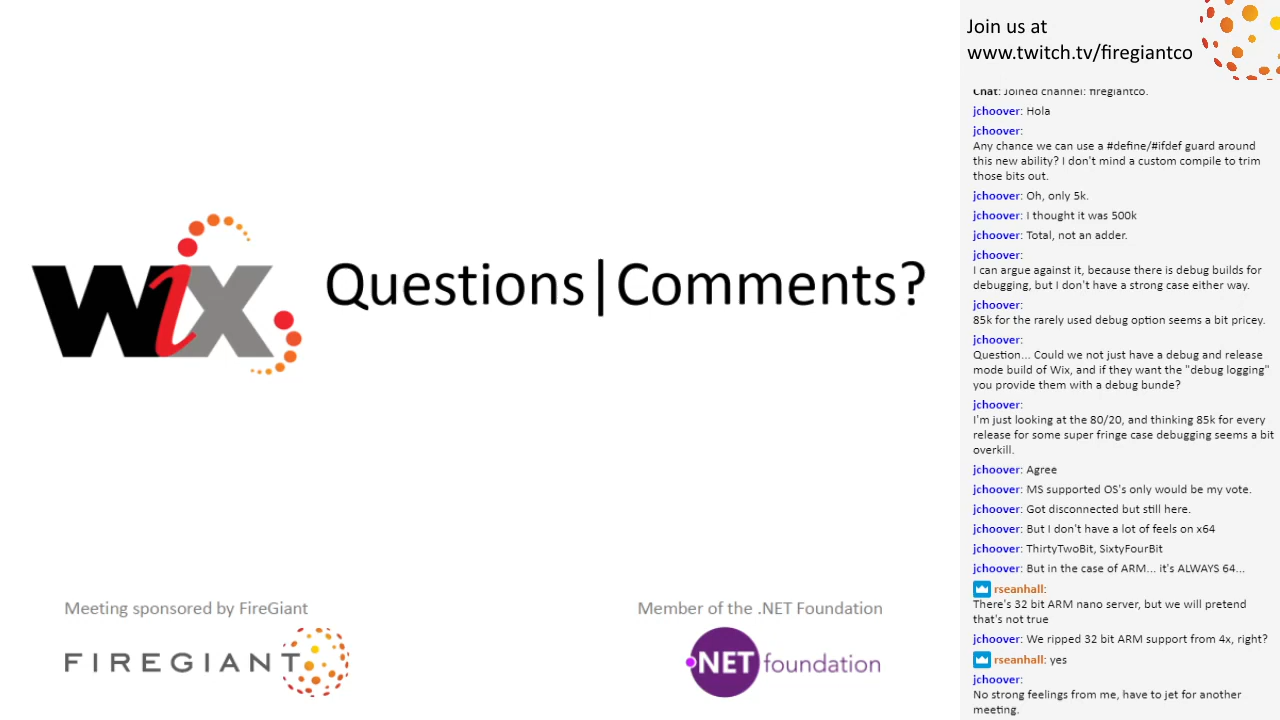 WiX
Questions|Comments?
Meeting sponsored by FireGiant
FIREGIANT
Member of the .NET Foundation
.NET foundation
Join us at
www.twitch.tv/firegiantco
Chat: Joined channel: firegiantco.
jchoover: Hola
jchoover:
Any chance we can use a #define/#ifdef guard around
this new ability? I don't mind a custom compile to trim
those bits out.
jchoover: Oh, only 5k.
jchoover: I thought it was 500k
jchoover: Total, not an adder.
jchoover:
I can argue against it, because there is debug builds for
debugging, but I don't have a strong case either way.
jchoover:
85k for the rarely used debug option seems a bit pricey.
jchoover:
Question... Could we not just have a debug and release
mode build of Wix, and if they want the "debug logging"
you provide them with a debug bunde?
jchoover:
I'm just looking at the 80/20, and thinking 85k for every
release for some super fringe case debugging seems a bit
overkill.
jchoover: Agree
jchoover: MS supported OS's only would be my vote.
jchoover: Got disconnected but still here.
jchoover: But I don't have a lot of feels on x64
jchoover: ThirtyTwoBit, SixtyFourBit
jchoover: But in the case of ARM... it's ALWAYS 64...
rseanhall:
There's 32 bit ARM nano server, but we will pretend
that's not true
jchoover: We ripped 32 bit ARM support from 4x, right?
rseanhall: yes
jchoover:
No strong feelings from me, have to jet for another
meeting.